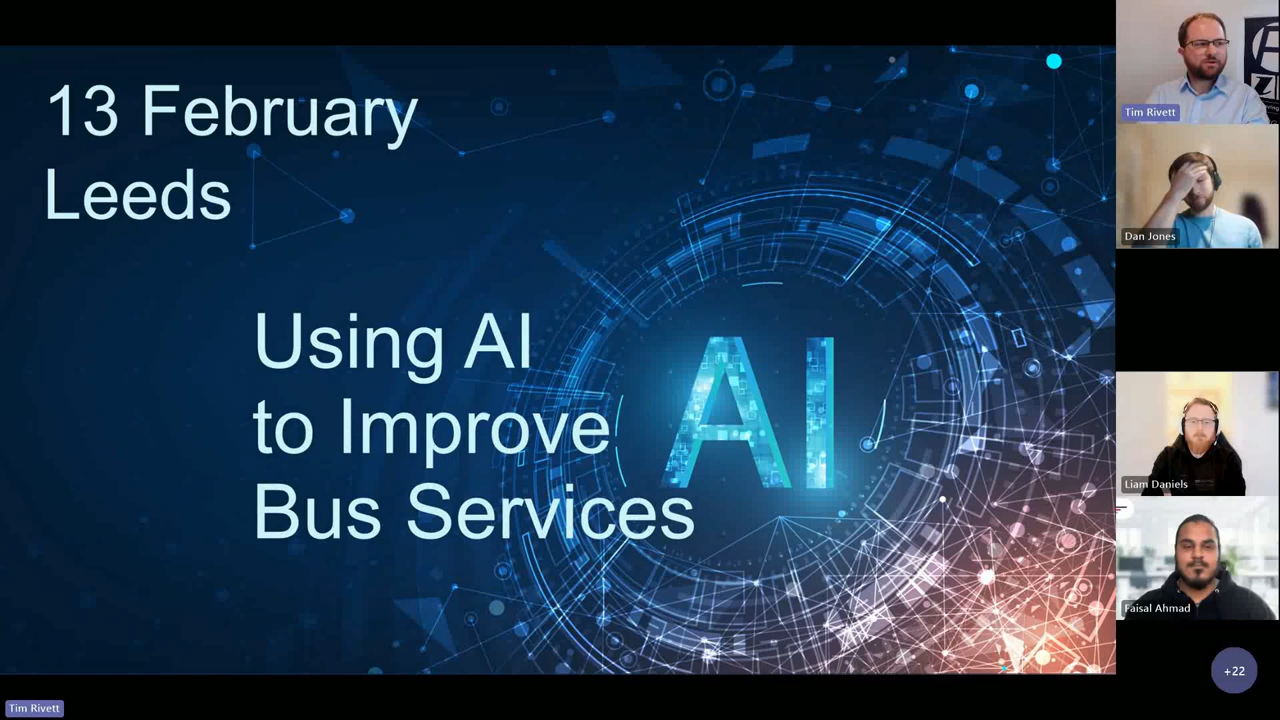 13 February
Leeds
Using AI
to Improve
Bus Services
AI
Tim Rivett
Dan Jones
Liam Daniels
Faisal Ahmad
+22
Tim Rivett